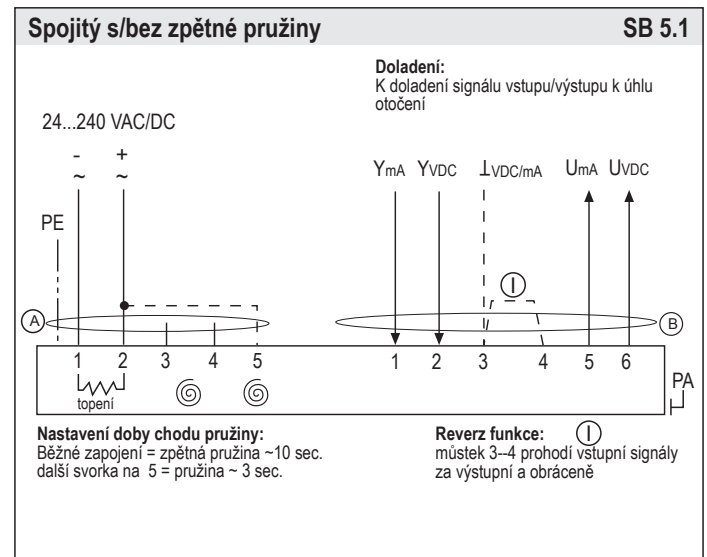 Spojitý s/bez zpětné pružiny SB 5.1
Doladení:
K doladení signálu vstupu/výstupu k úhlu
otočení
24...240 VAC/DC
- +
~ ~
YmA YVDC ⊥VDC/mA UmA UVDC
PE
I
A
B
1 2 3 4 5
1 2 3 4 5 6
topení
PA
Nastavení doby chodu pružiny:
Běžné zapojení = zpětná pružina ~10 sec.
další svorka na 5 = pružina ~ 3 sec.
Reverz funkce: I
můstek 3--4 prohodí vstupní signály
za výstupní a obráceně